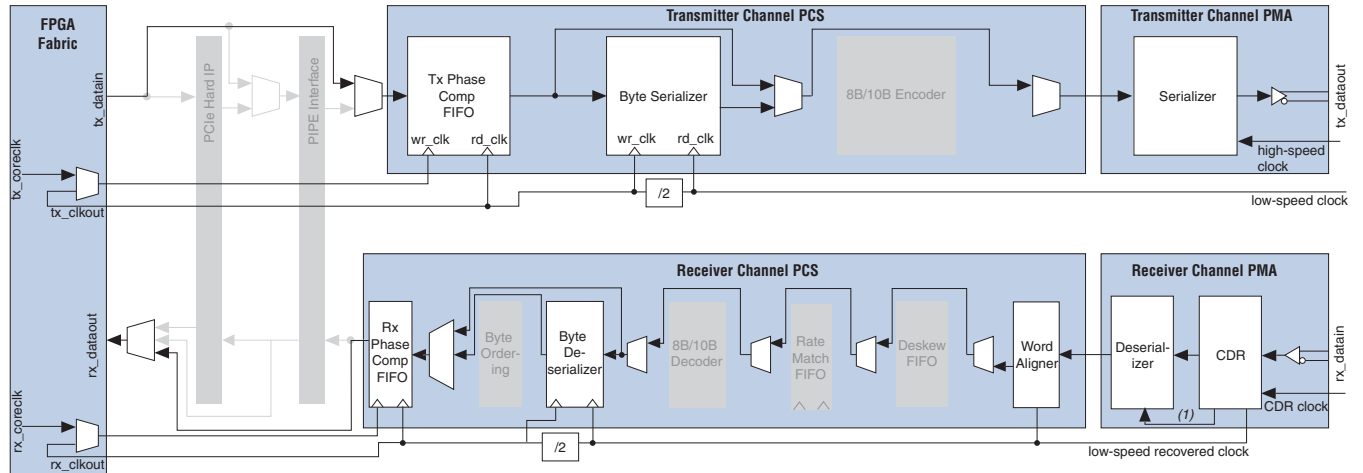 FPGA
Fabric
Transmitter Channel PCS
Transmitter Channel PMA
tx_datain
PCIe Hard IP
PIPE Interface
Tx Phase
Comp
FIFO
wr_clk
rd_clk
Byte Serializer
wr_clk
rd_clk
8B/10B Encoder
Serializer
tx_dataout
high-speed
clock
tx_coreclk
tx_clkout
/2
low-speed clock
Receiver Channel PCS
Receiver Channel PMA
rx_dataout
Rx
Phase
Comp
FIFO
Byte
Order-
ing
Byte
De-
serializer
8B/10B
Decoder
Rate
Match
FIFO
Deskew
FIFO
Word
Aligner
Deserial-
izer
CDR
rx_datain
CDR clock
(1)
rx_coreclk
rx_clkout
/2
low-speed recovered clock